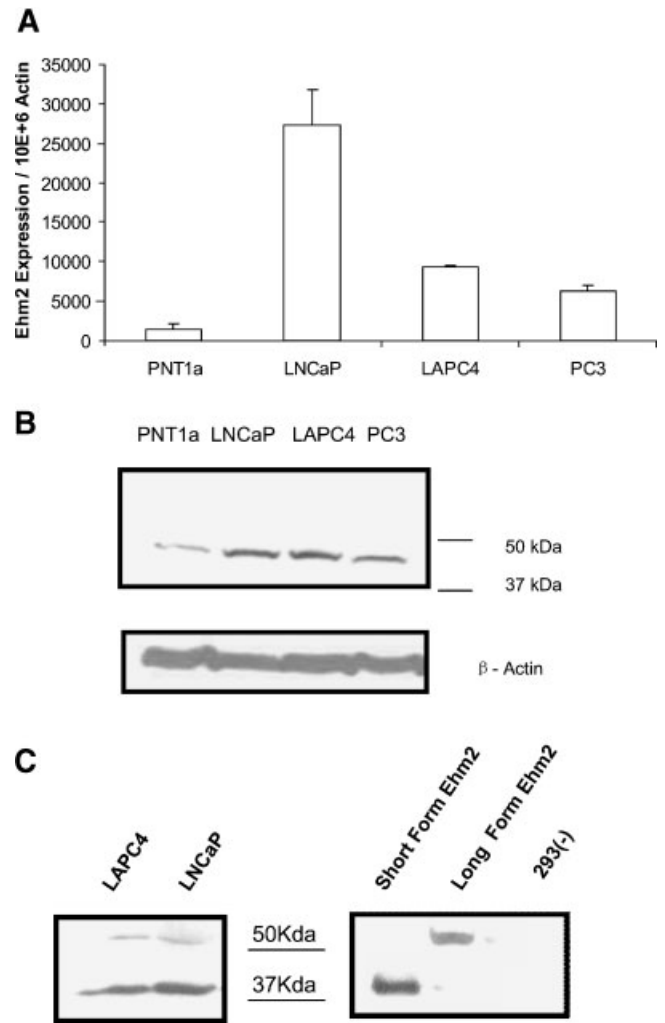 A
Ehm2 Expression / 10E+6 Actin
35000
30000
25000
20000
15000
10000
5000
0
PNT1a LNCaP LAPC4 PC3
B
PNT1a LNCaP LAPC4 PC3
50 kDa
37 kDa
β - Actin
C
LAPC4
LNCaP
Short Form Ehm2
Long Form Ehm2
293(-)
50Kda
37Kda